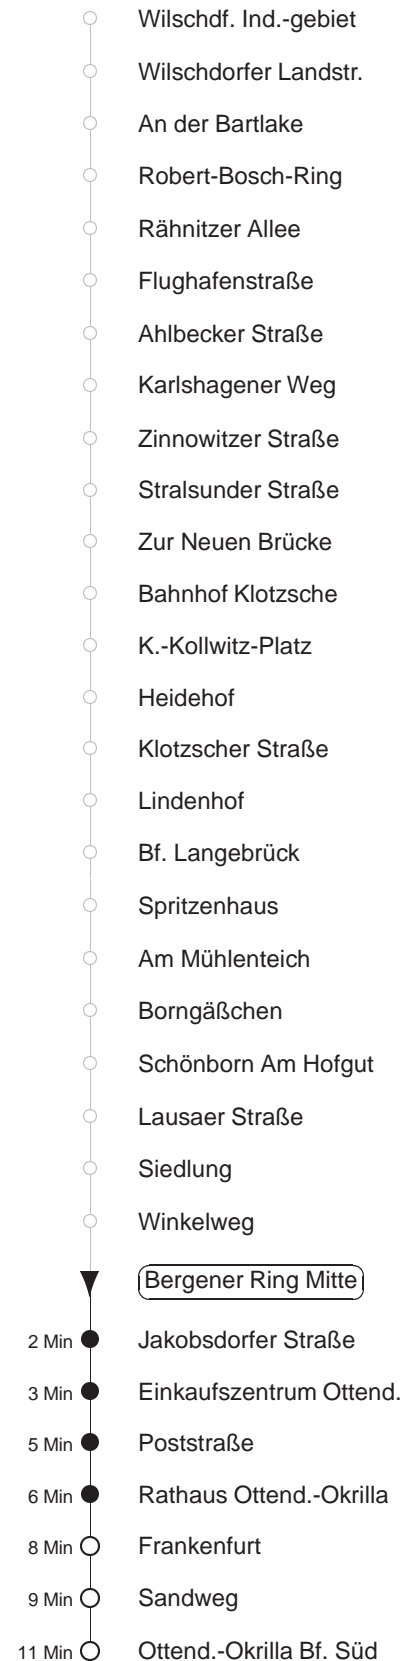 Wilschdf. Ind.-gebiet
Wilschdorfer Landstr.
An der Bartlake
Robert-Bosch-Ring
Rähnitzer Allee
Flughafenstraße
Ahlbecker Straße
Karlshagener Weg
Zinnowitzer Straße
Stralsunder Straße
Zur Neuen Brücke
Bahnhof Klotzsche
K.-Kollwitz-Platz
Heidehof
Klotzscher Straße
Lindenhof
Bf. Langebrück
Spritzenhaus
Am Mühlenteich
Borngäßchen
Schönborn Am Hofgut
Lausaer Straße
Siedlung
Winkelweg
Bergener Ring Mitte
2 Min Jakobsdorfer Straße
3 Min Einkaufszentrum Ottend.
5 Min Poststraße
6 Min Rathaus Ottend.-Okrilla
8 Min Frankenfurt
9 Min Sandweg
11 Min Ottend.-Okrilla Bf. Süd